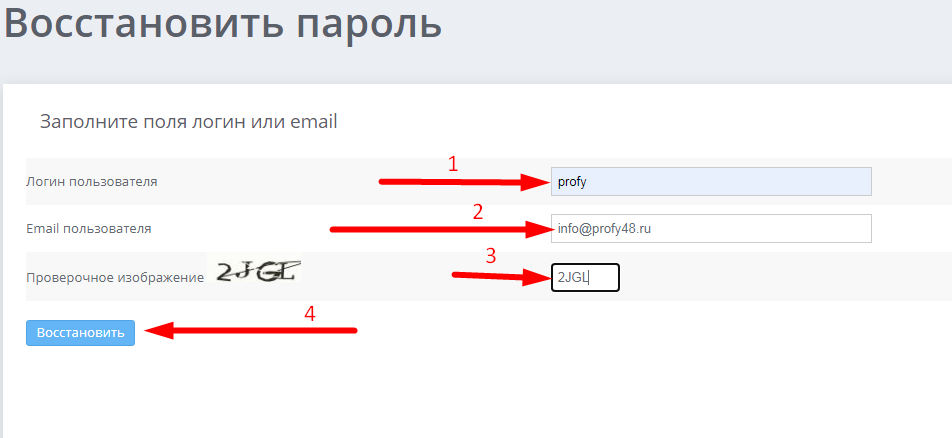 Восстановить пароль
Заполните поля логин или email
1
Логин пользователя profy
2
Email пользователя info@profy48.ru
3
Проверочное изображение 2JGL 2JGL
4
Восстановить